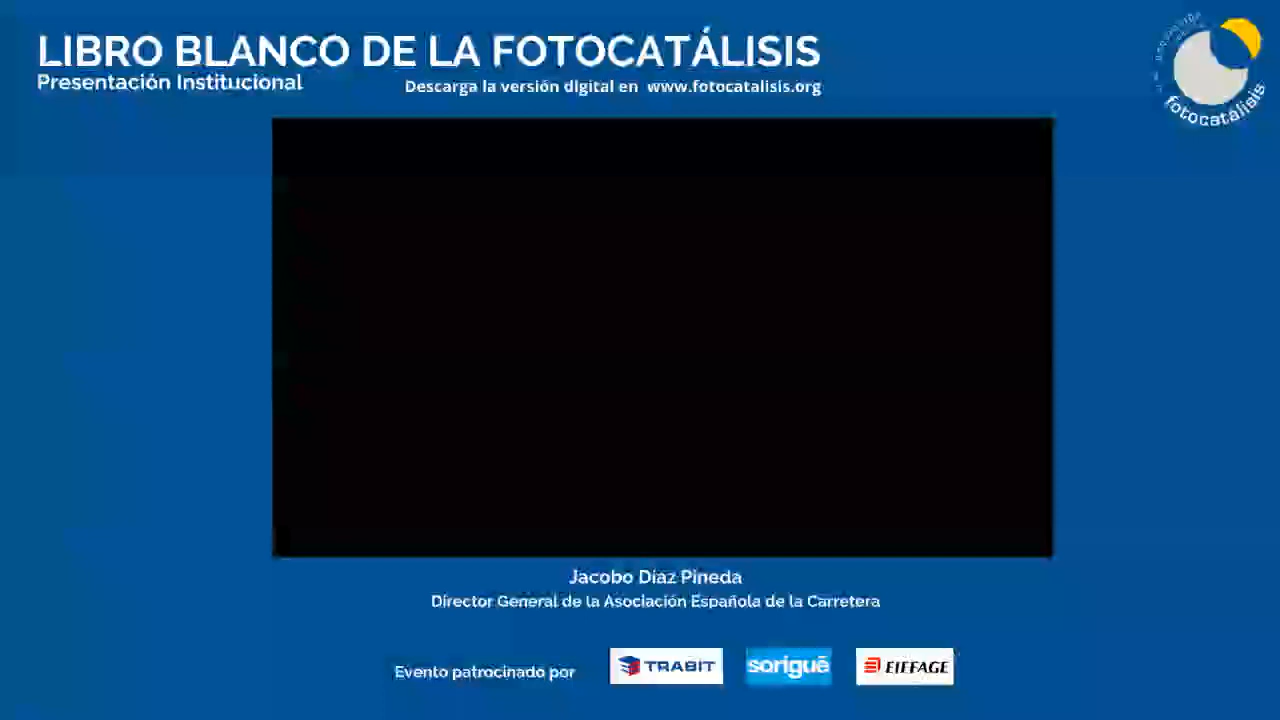 LIBRO BLANCO DE LA FOTOCATÁLISIS
Presentación Institucional
Descarga la versión digital en www.fotocatalisis.org
fotocatálisis
Jacobo Díaz Pineda
Director General de la Asociación Española de la Carretera
Evento patrocinado por
TRABIT
sorigué
EIFFAGE